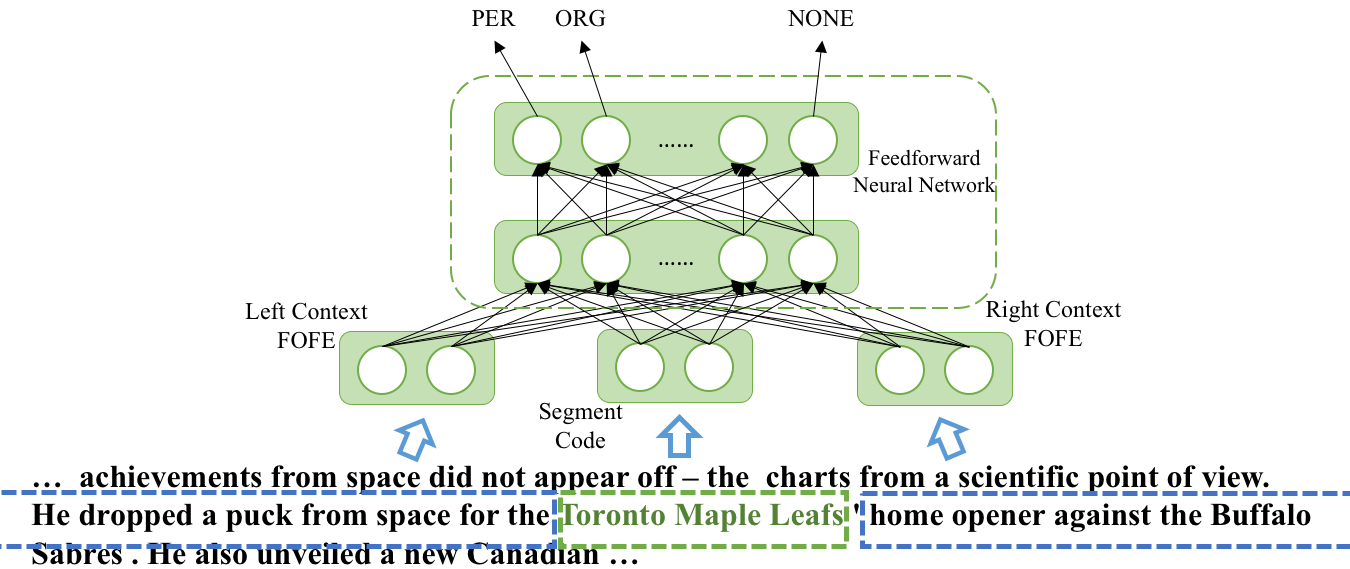 PER ORG NONE
......
Feedforward
Neural Network
......
Left Context
FOFE
Right Context
FOFE
Segment
Code
… achievements from space did not appear off – the charts from a scientific point of view.
He dropped a puck from space for the Toronto Maple Leafs ' home opener against the Buffalo
Sabres . He also unveiled a new Canadian …